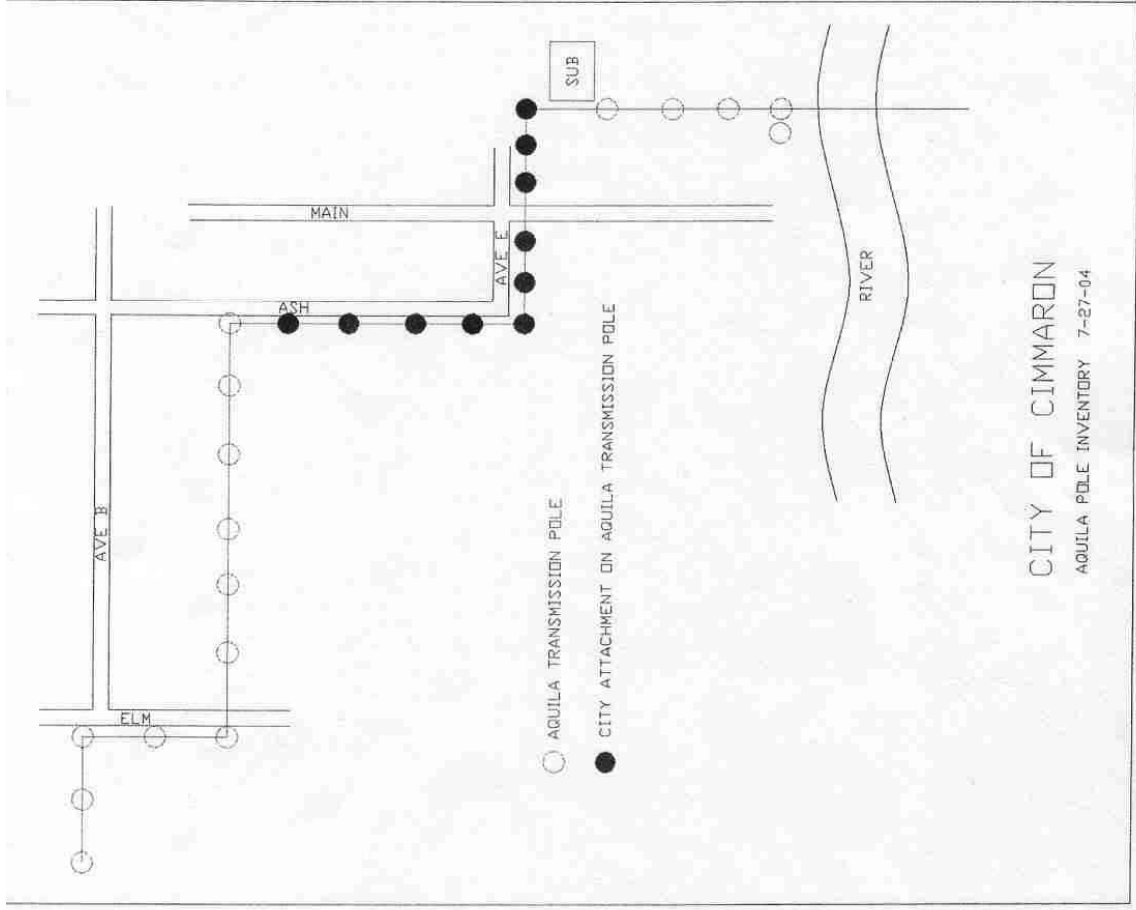 SUB
MAIN
AVE E
ASH
AVE B
ELM
RIVER
AQUILA TRANSMISSION POLE
CITY ATTACHMENT ON AQUILA TRANSMISSION POLE
CITY OF CIMMARON
AQUILA POLE INVENTORY 7-27-04